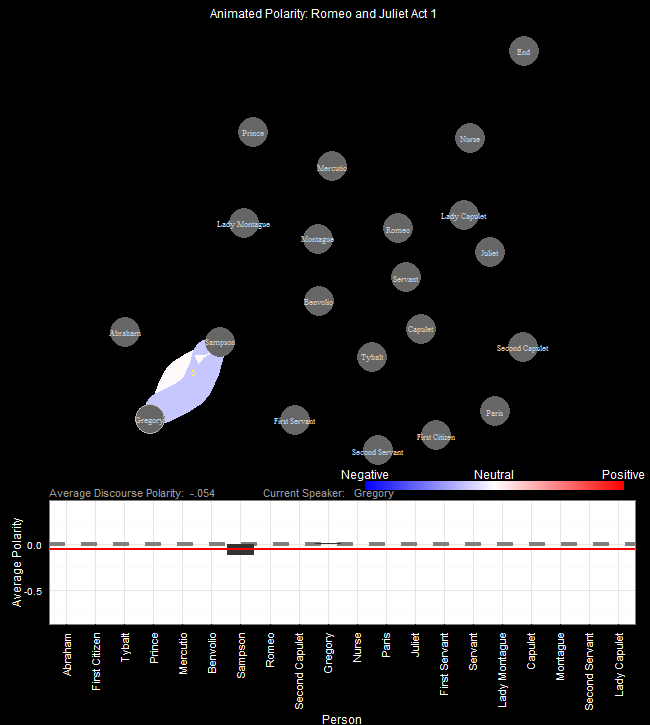 Animated Polarity: Romeo and Juliet Act 1
End
Prince
Nurse
Mercutio
Lady Montague
Lady Capulet
Montague
Romeo
Juliet
Servant
Benvolio
Abraham
Sampson
Capulet
Second Capulet
Tybalt
Gregory
First Servant
Paris
First Citizen
Second Servant
Negative Neutral Positive
Average Discourse Polarity: -.054 Current Speaker: Gregory
Average Polarity
0.0
-0.5
Abraham
First Citizen
Tybalt
Prince
Mercutio
Benvolio
Sampson
Romeo
Second Capulet
Gregory
Nurse
Paris
Juliet
First Servant
Servant
Lady Montague
Capulet
Montague
Second Servant
Lady Capulet
Person